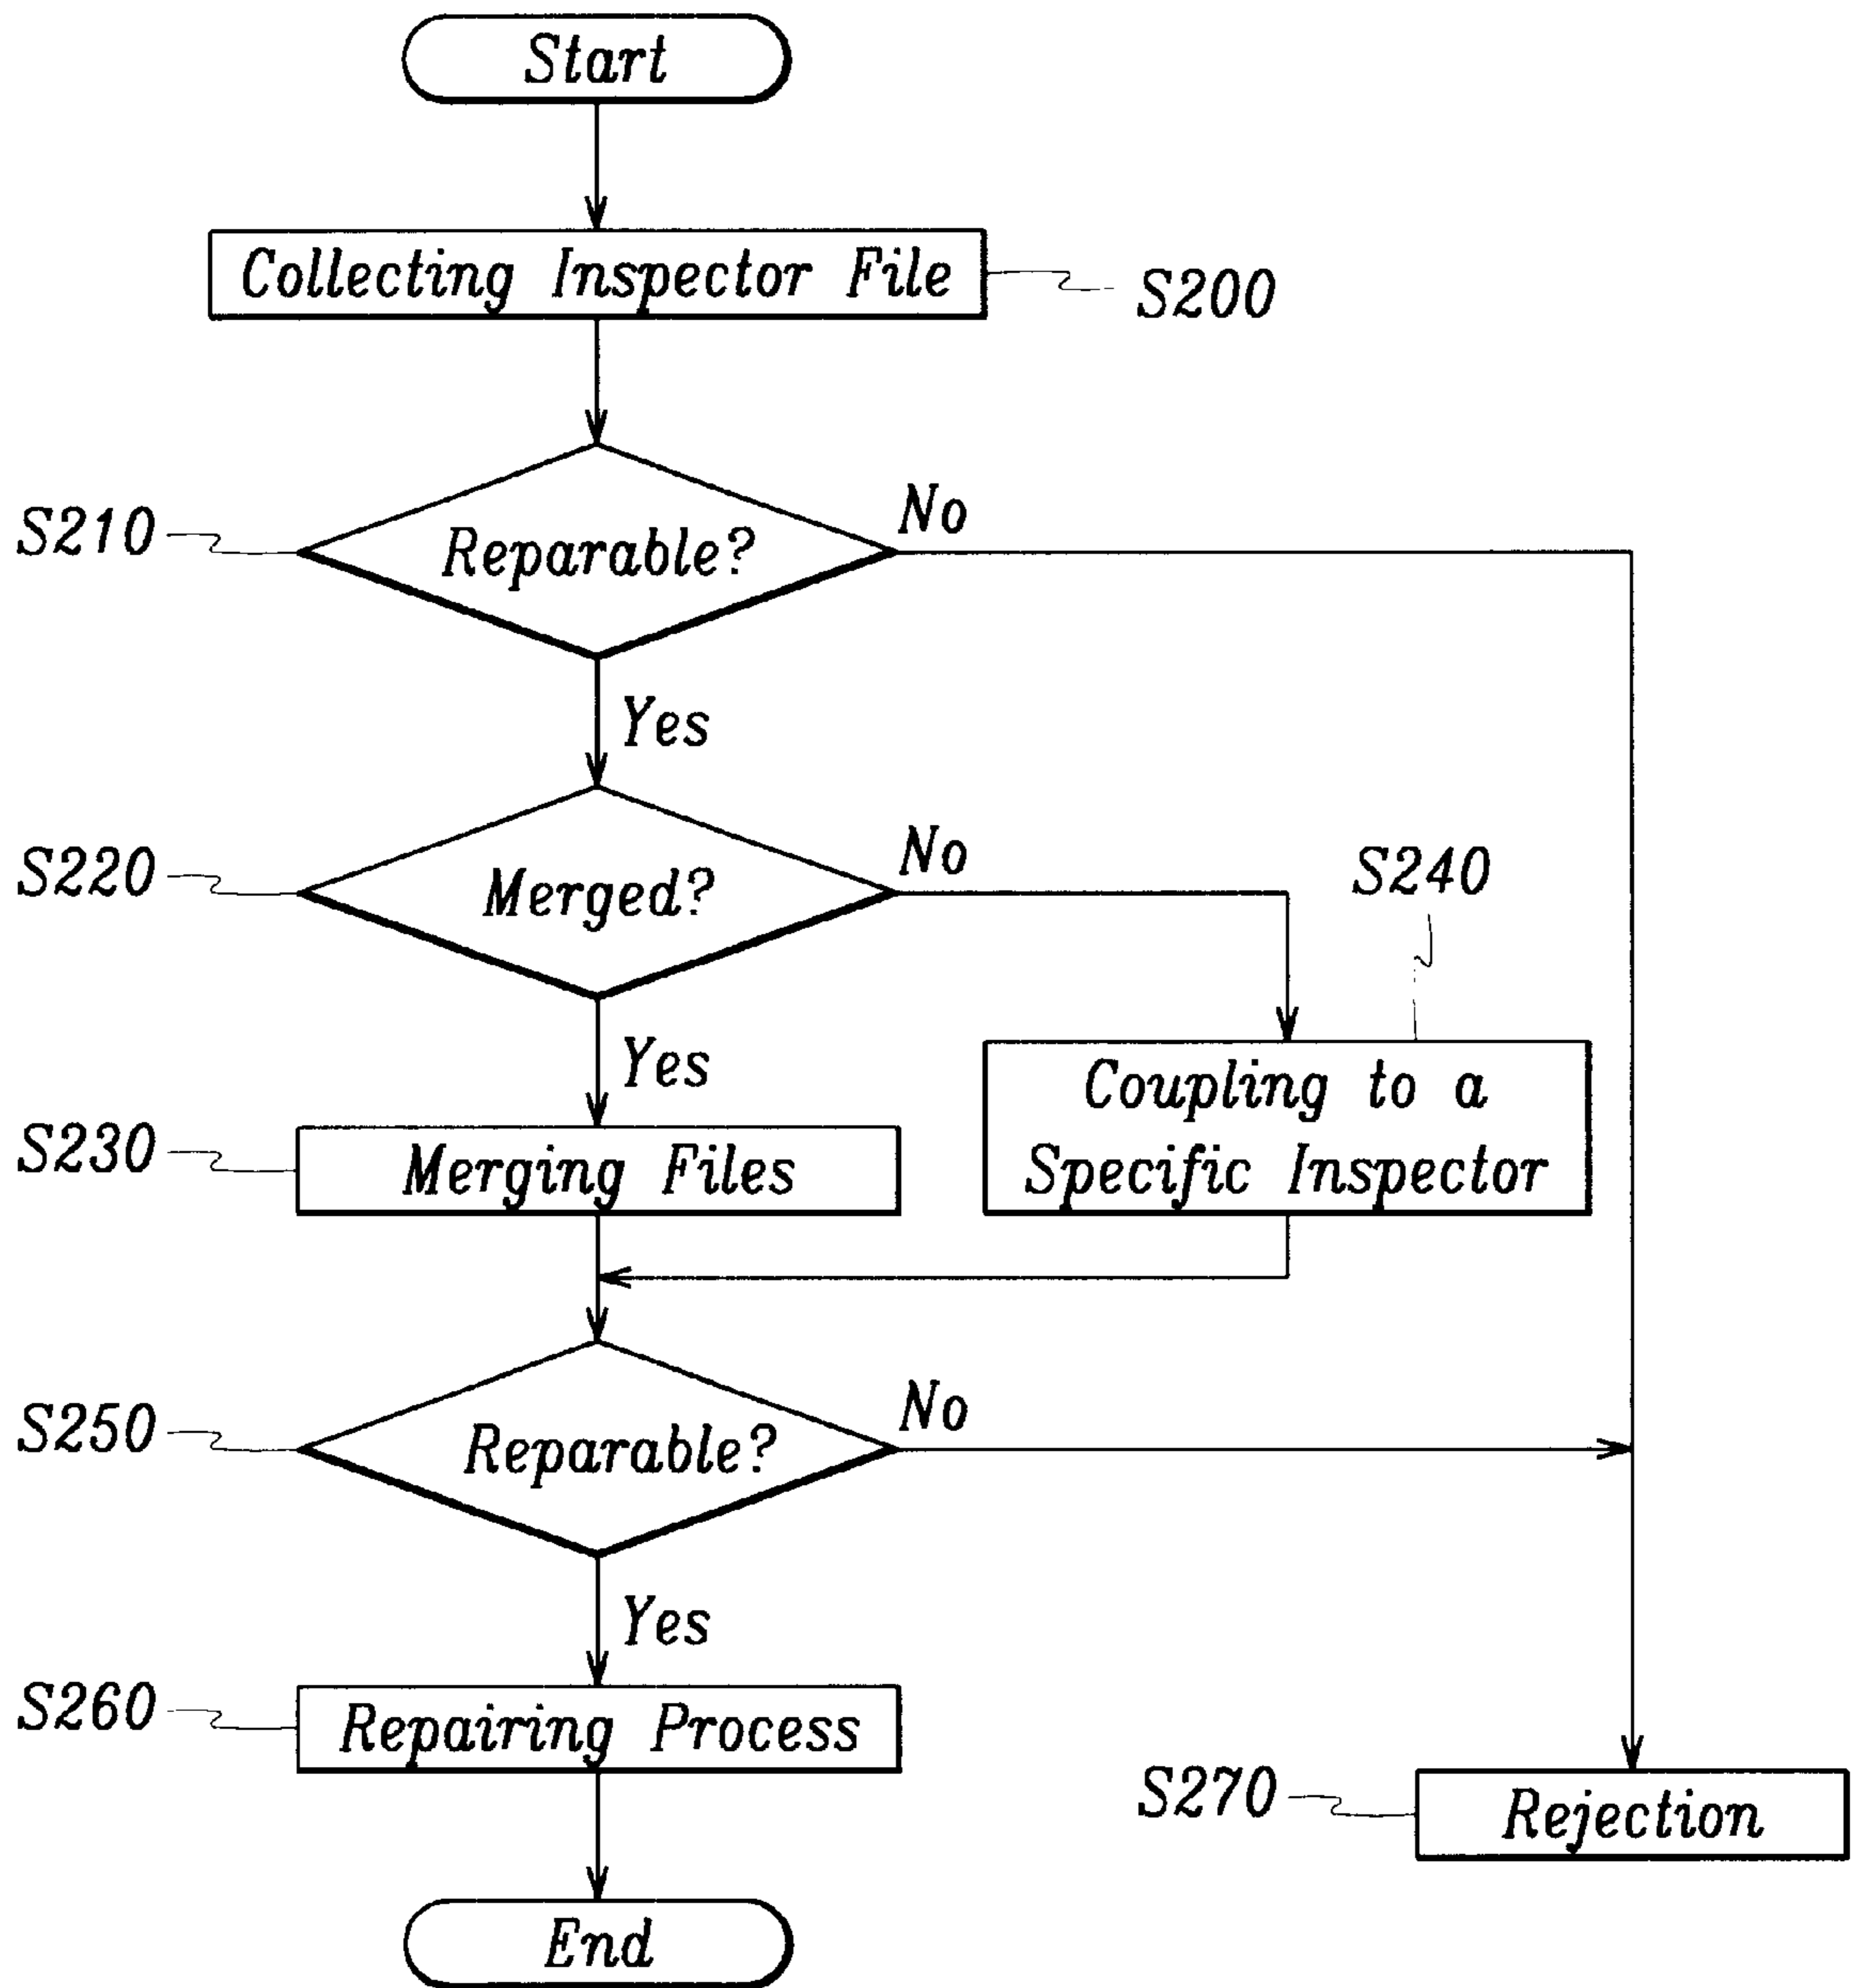 Start
Collecting Inspector File
S200
S210
Reparable?
No
Yes
S220
Merged?
No
S240
Yes
Coupling to a
Specific Inspector
S230
Merging Files
S250
Reparable?
No
Yes
S260
Repairing Process
S270
Rejection
End